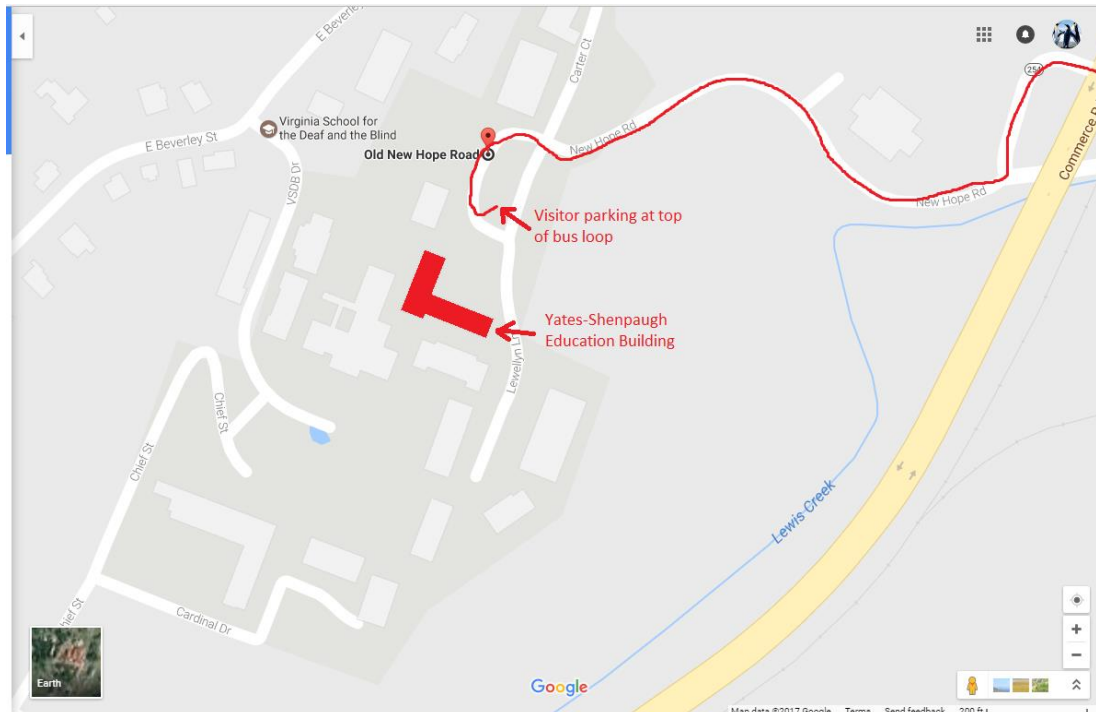 E Beverley
Carter Ct
254
Virginia School for
the Deaf and the Blind
E Beverley St
New Hope Rd
Old New Hope Road
Commerce R
VSDB Dr
New Hope Rd
Visitor parking at top
of bus loop
Yates-Shenpaugh
Education Building
Lewellyn Ln
Chief St
Chief St
Lewis Creek
Chief St
Cardinal Dr
Earth
Google
Map data ©2017 Google Terms Send feedback 200 ft